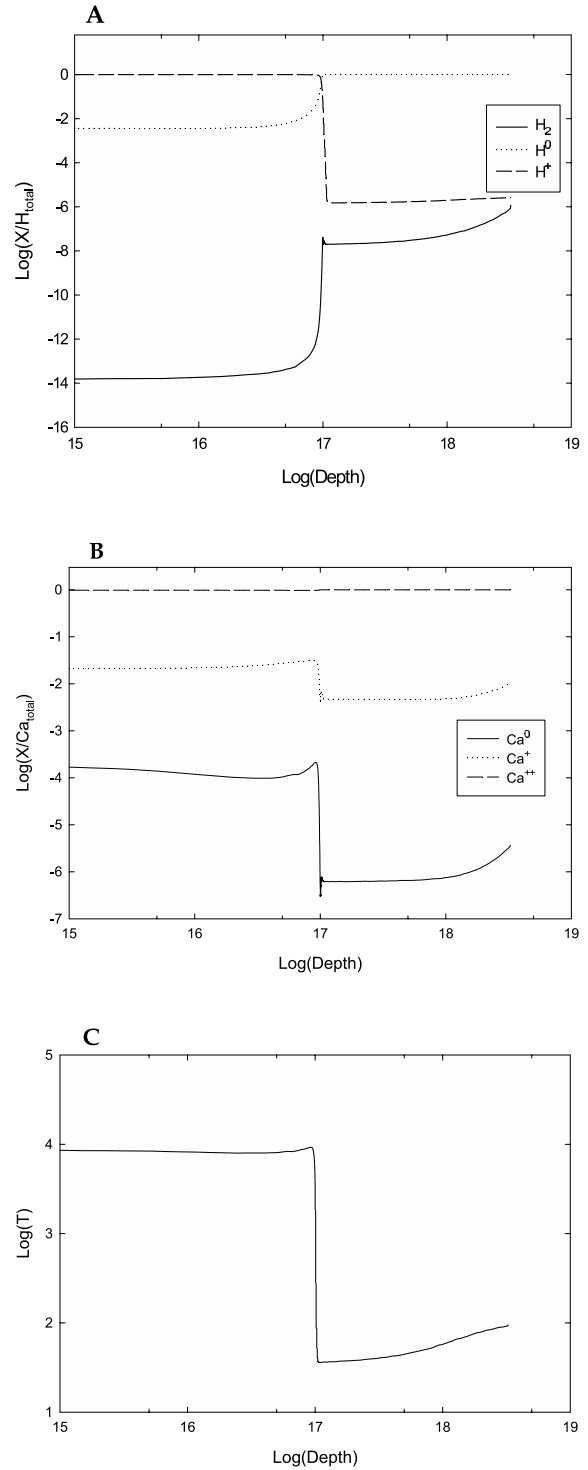 A
0
-2
-4
-6
-8
-10
-12
-14
-16
Log(X/H_total)
H₂
H⁰
H⁺
15 16 17 18 19
Log(Depth)
B
0
-1
-2
-3
-4
-5
-6
-7
Log(X/Ca_total)
Ca⁰
Ca⁺
Ca⁺⁺
15 16 17 18 19
Log(Depth)
C
5
4
3
2
1
Log(T)
15 16 17 18 19
Log(Depth)